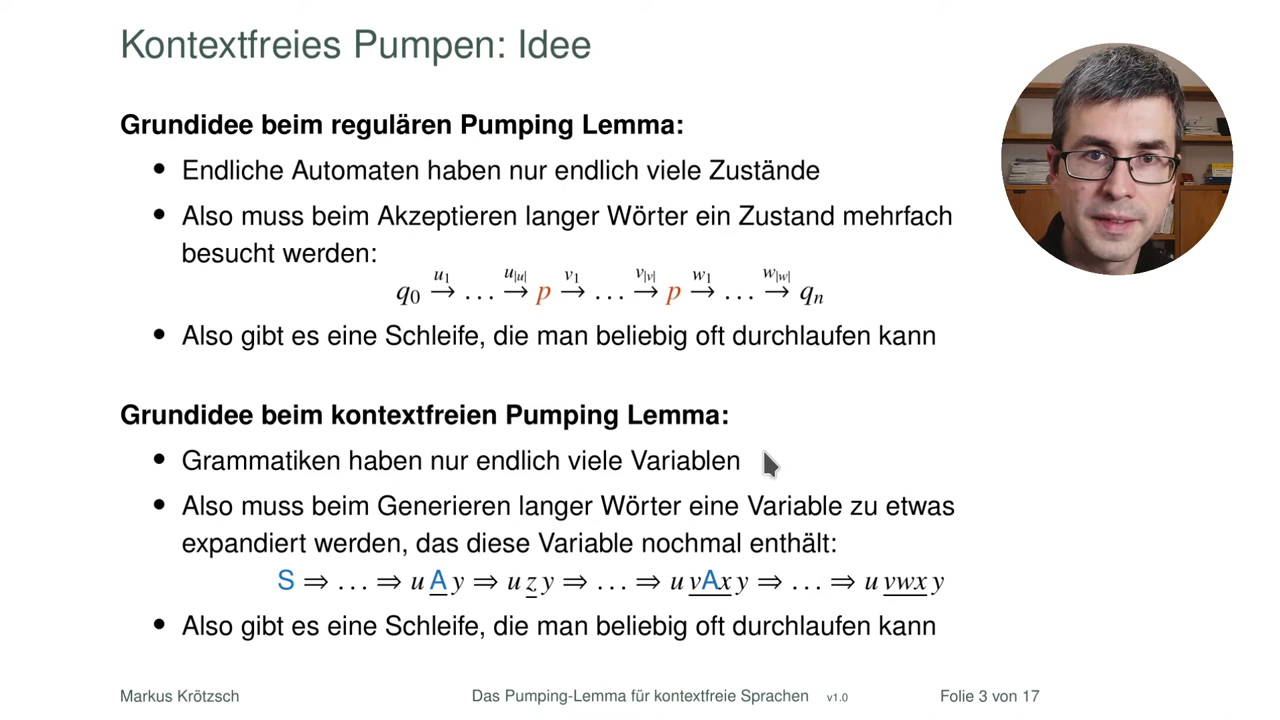 Kontextfreies Pumpen: Idee
Grundidee beim regulären Pumping Lemma:
• Endliche Automaten haben nur endlich viele Zustände
• Also muss beim Akzeptieren langer Wörter ein Zustand mehrfach
besucht werden:
q₀ →^{u₁} … →^{u_{|u|}} p →^{v₁} … →^{v_{|v|}} p →^{w₁} … →^{w_{|w|}} qₙ
• Also gibt es eine Schleife, die man beliebig oft durchlaufen kann
Grundidee beim kontextfreien Pumping Lemma:
• Grammatiken haben nur endlich viele Variablen
• Also muss beim Generieren langer Wörter eine Variable zu etwas
expandiert werden, das diese Variable nochmal enthält:
S ⇒ … ⇒ u A y ⇒ u z y ⇒ … ⇒ u vAx y ⇒ … ⇒ u vwx y
• Also gibt es eine Schleife, die man beliebig oft durchlaufen kann
Markus Krötzsch Das Pumping-Lemma für kontextfreie Sprachen v1.0 Folie 3 von 17